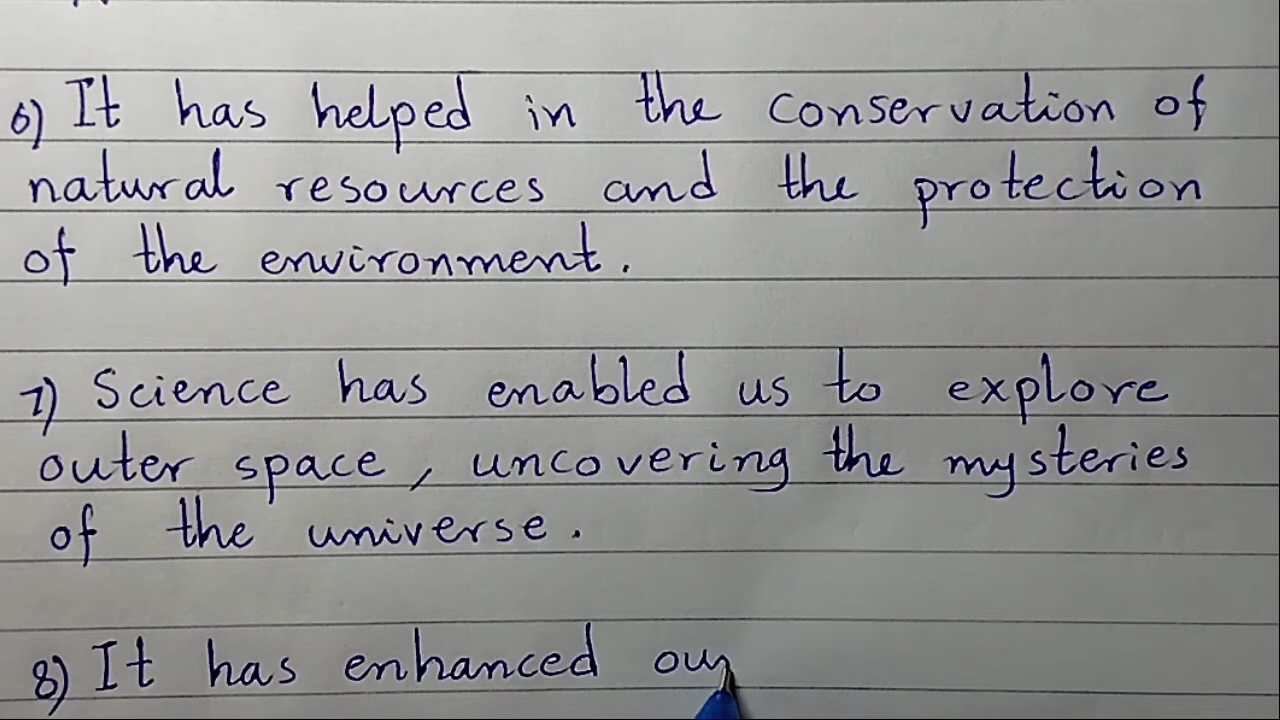 6) It has helped in the conservation of
natural resources and the protection
of the environment.
7) Science has enabled us to explore
outer space, uncovering the mysteries
of the universe.
8) It has enhanced our